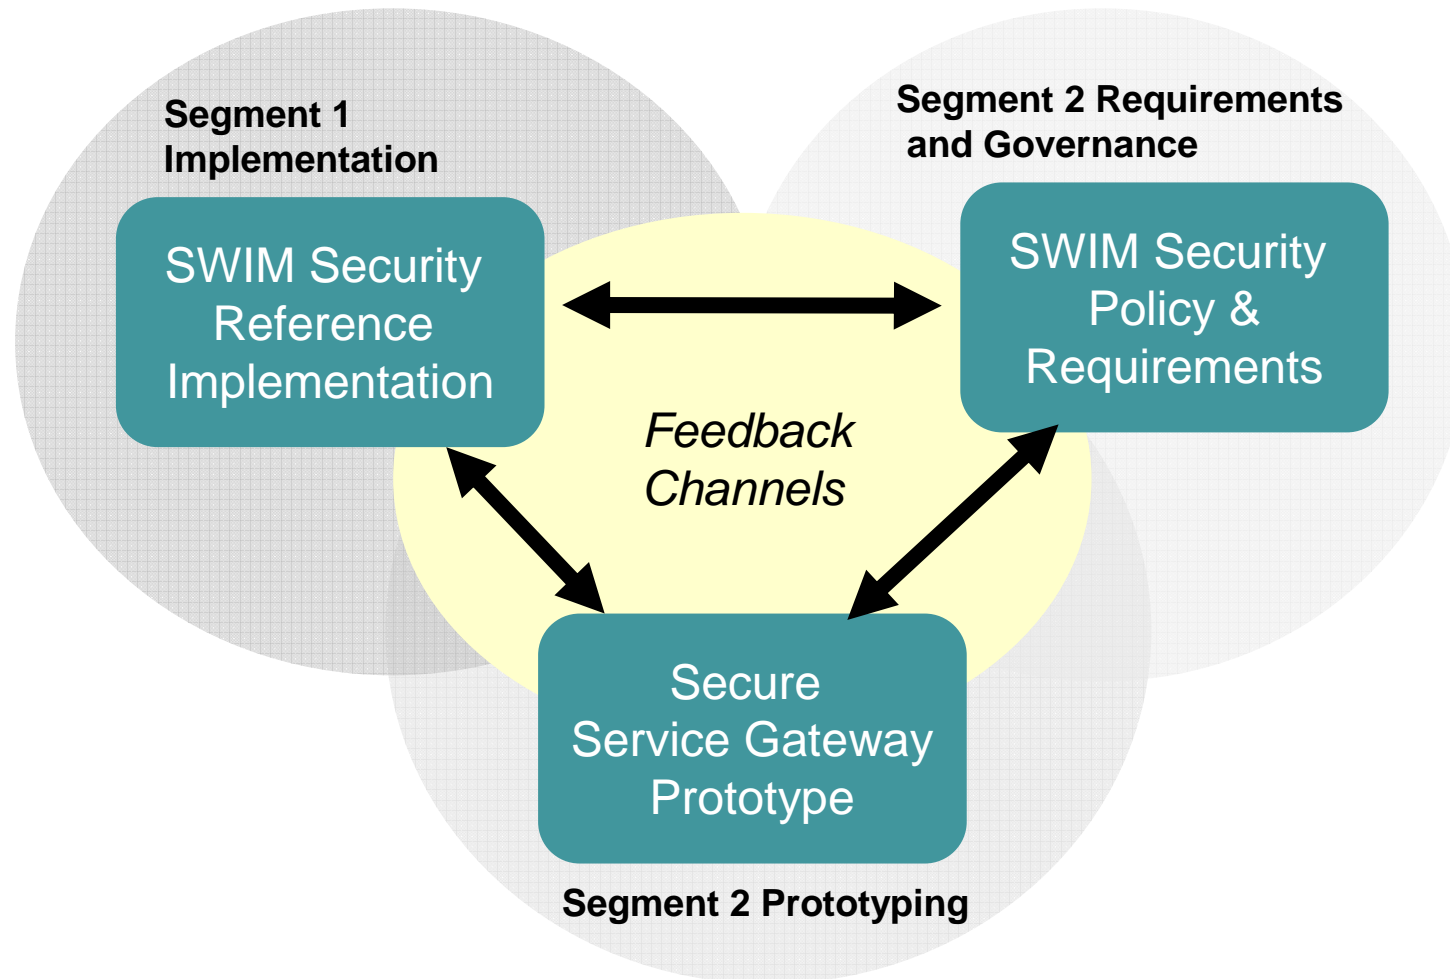 Segment 1
Implementation
SWIM Security
Reference
Implementation
Segment 2 Requirements
and Governance
SWIM Security
Policy &
Requirements
Feedback
Channels
Secure
Service Gateway
Prototype
Segment 2 Prototyping